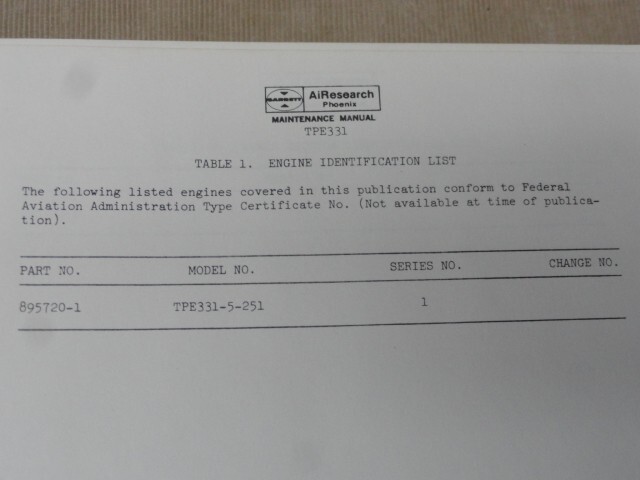 GARRETT
AiResearch
Phoenix
MAINTENANCE MANUAL
TPE331
TABLE 1. ENGINE IDENTIFICATION LIST
The following listed engines covered in this publication conform to Federal
Aviation Administration Type Certificate No. (Not available at time of publica-
tion).
PART NO. MODEL NO. SERIES NO. CHANGE NO.
895720-1 TPE331-5-251 1